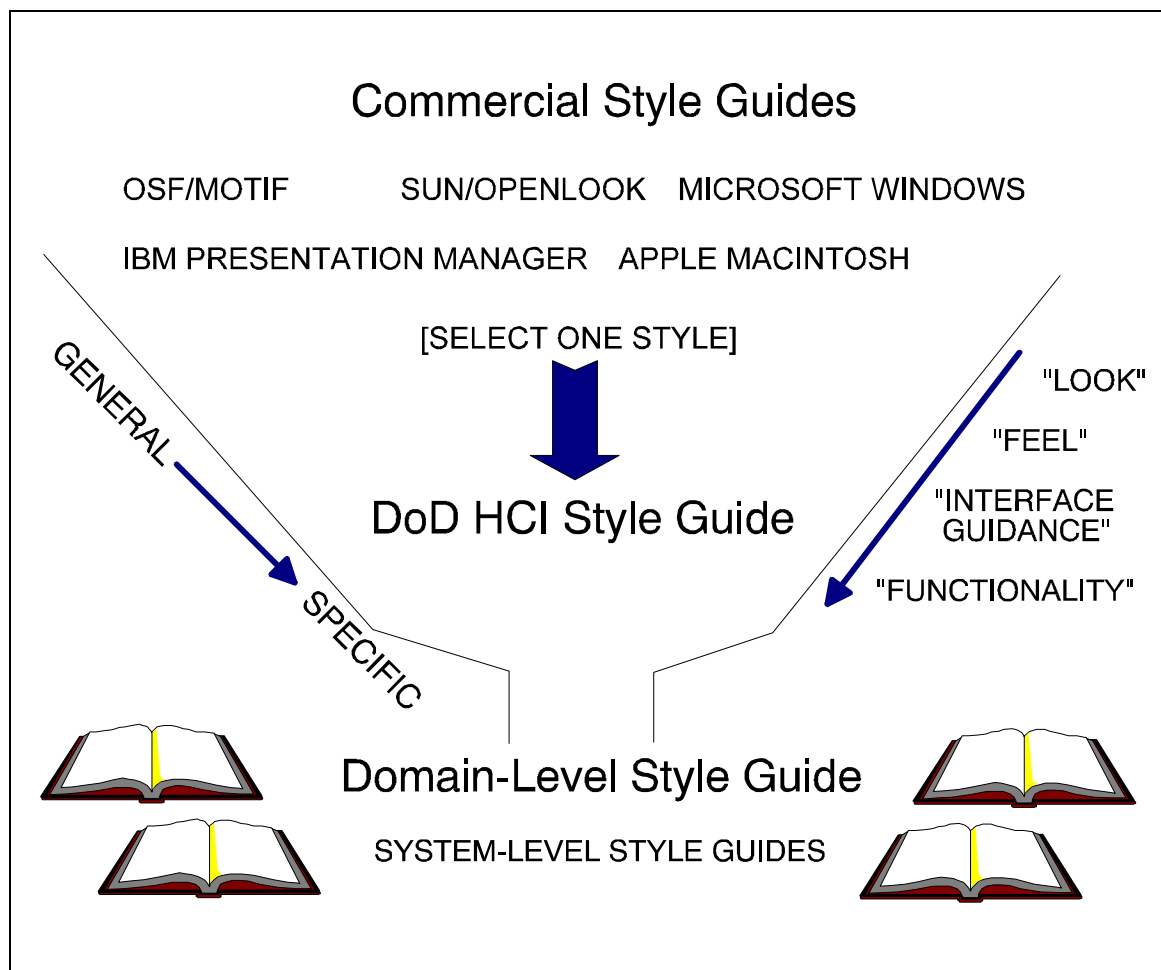 Commercial Style Guides
OSF/MOTIF SUN/OPENLOOK MICROSOFT WINDOWS
IBM PRESENTATION MANAGER APPLE MACINTOSH
[SELECT ONE STYLE]
GENERAL
SPECIFIC
"LOOK"
"FEEL"
"INTERFACE
GUIDANCE"
"FUNCTIONALITY"
DoD HCI Style Guide
Domain-Level Style Guide
SYSTEM-LEVEL STYLE GUIDES